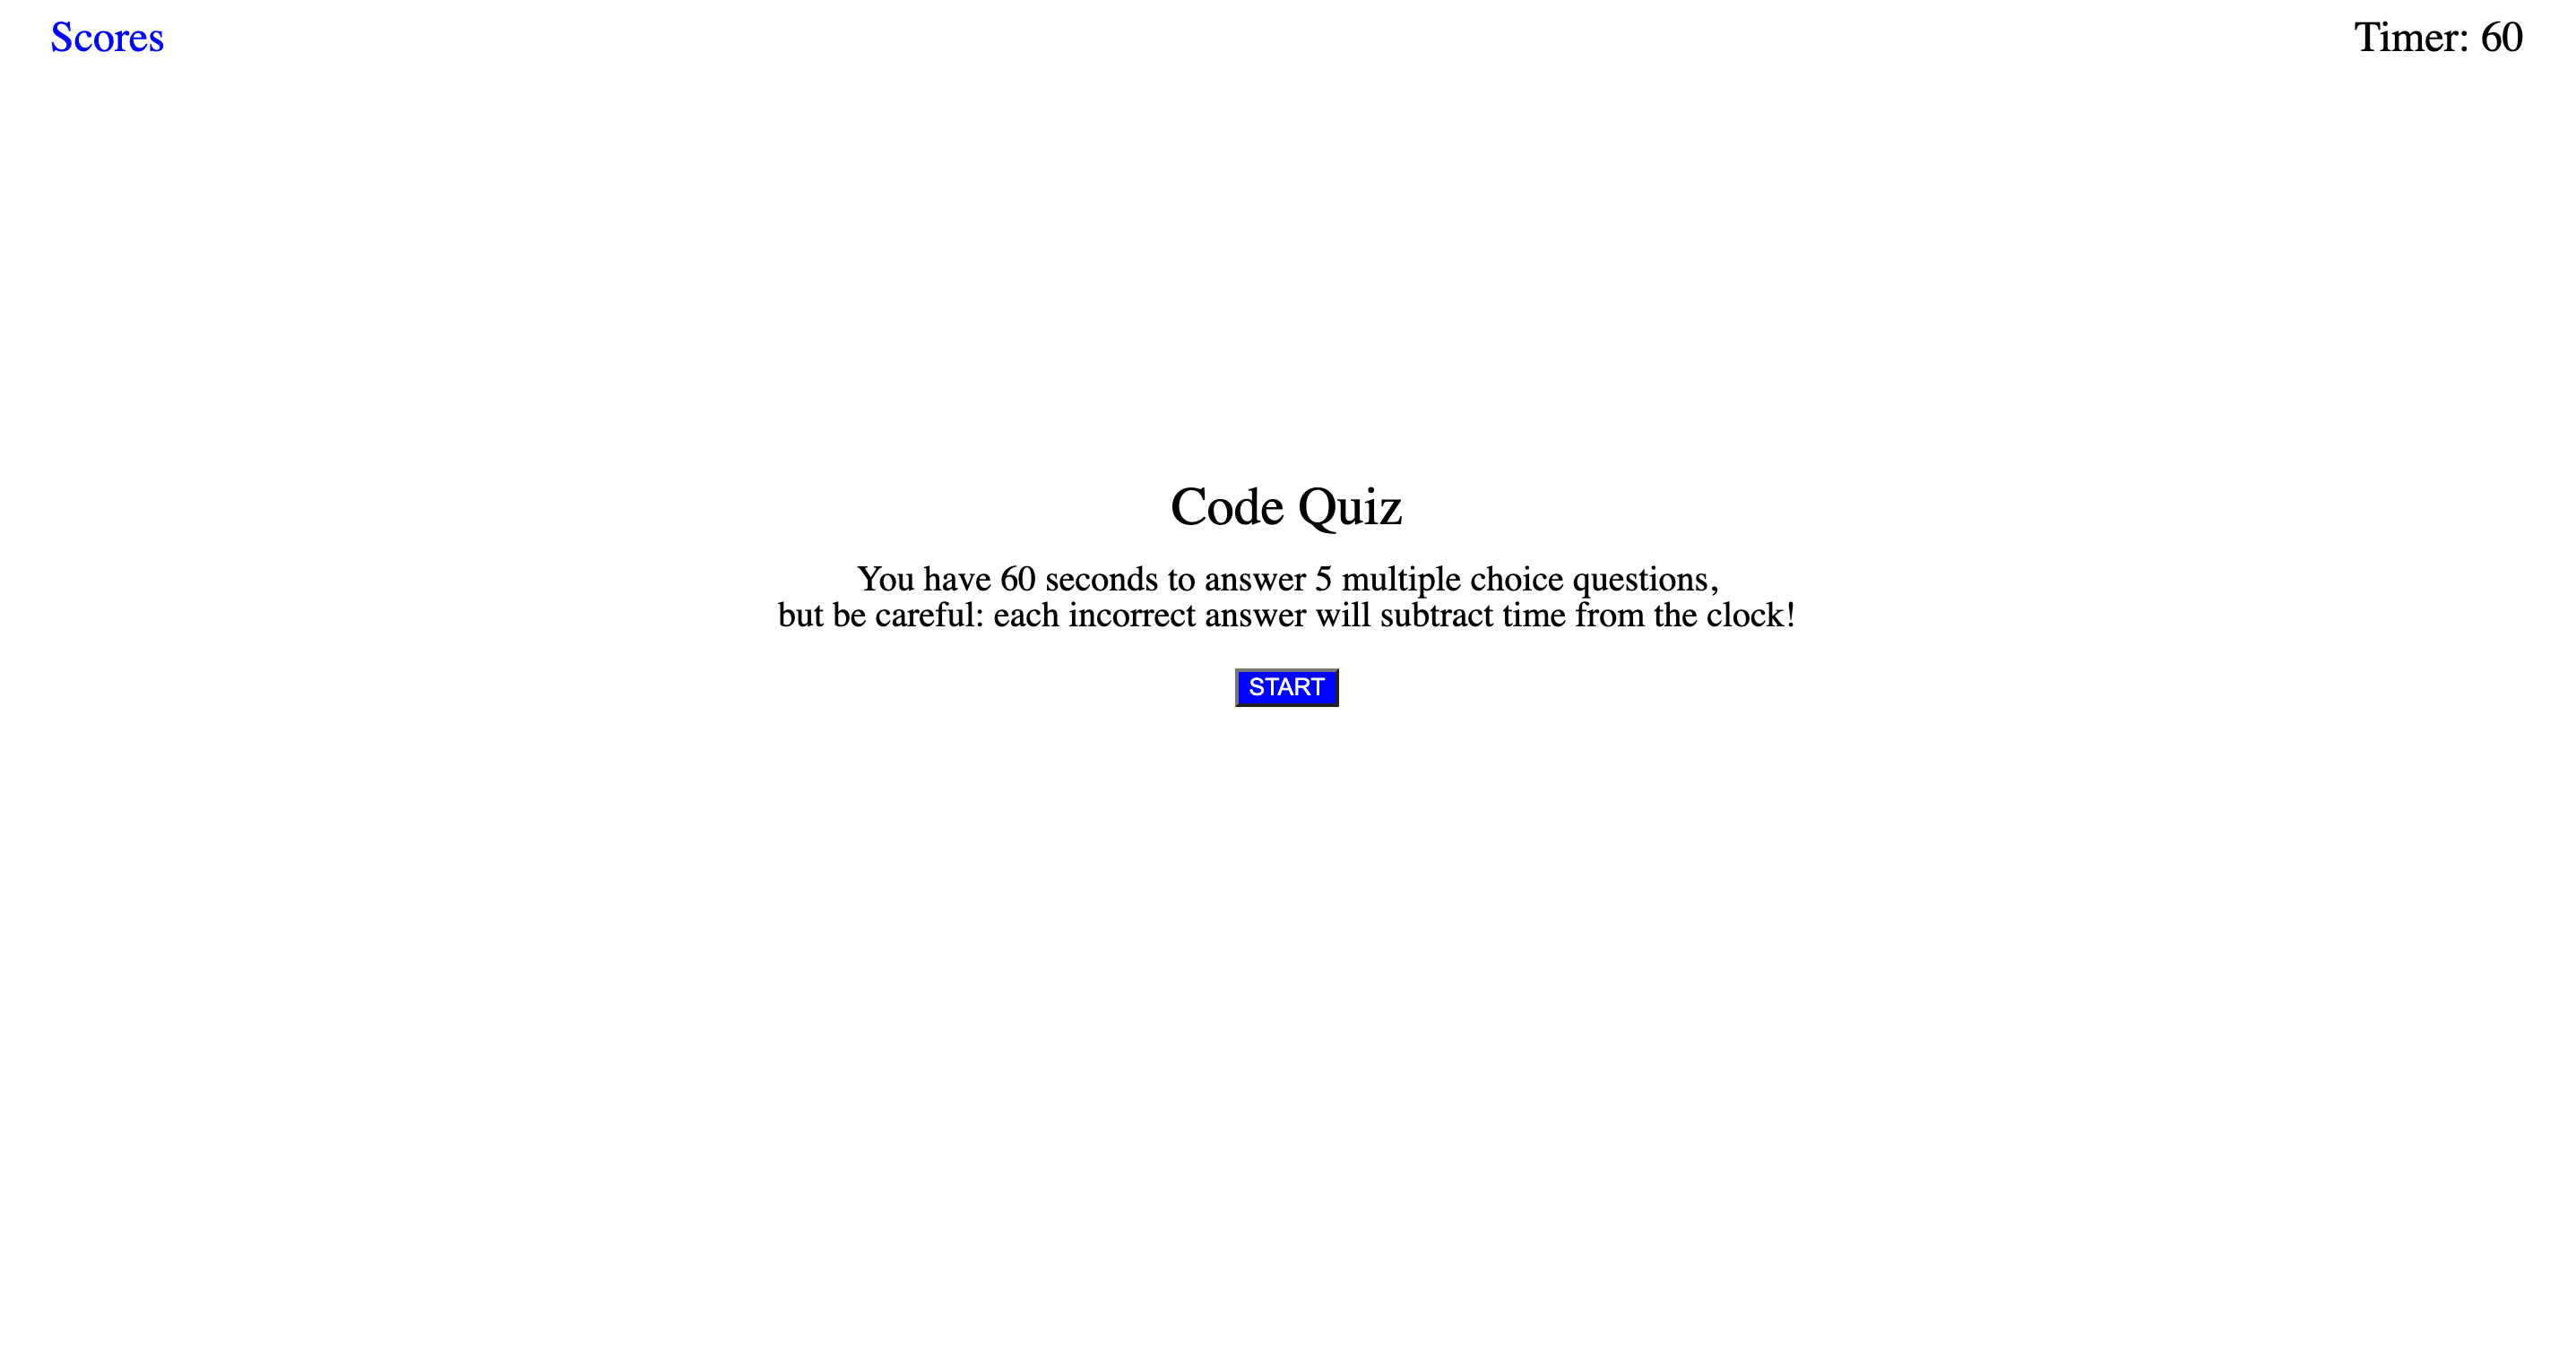 Scores
Timer: 60
Code Quiz
You have 60 seconds to answer 5 multiple choice questions,
but be careful: each incorrect answer will subtract time from the clock!
START